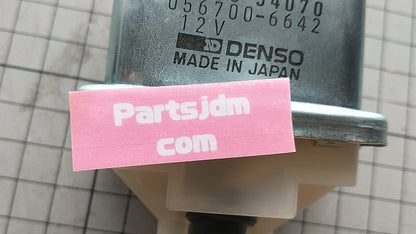 056700-6642
12V
DENSO
MADE IN JAPAN
Partsjdm
com